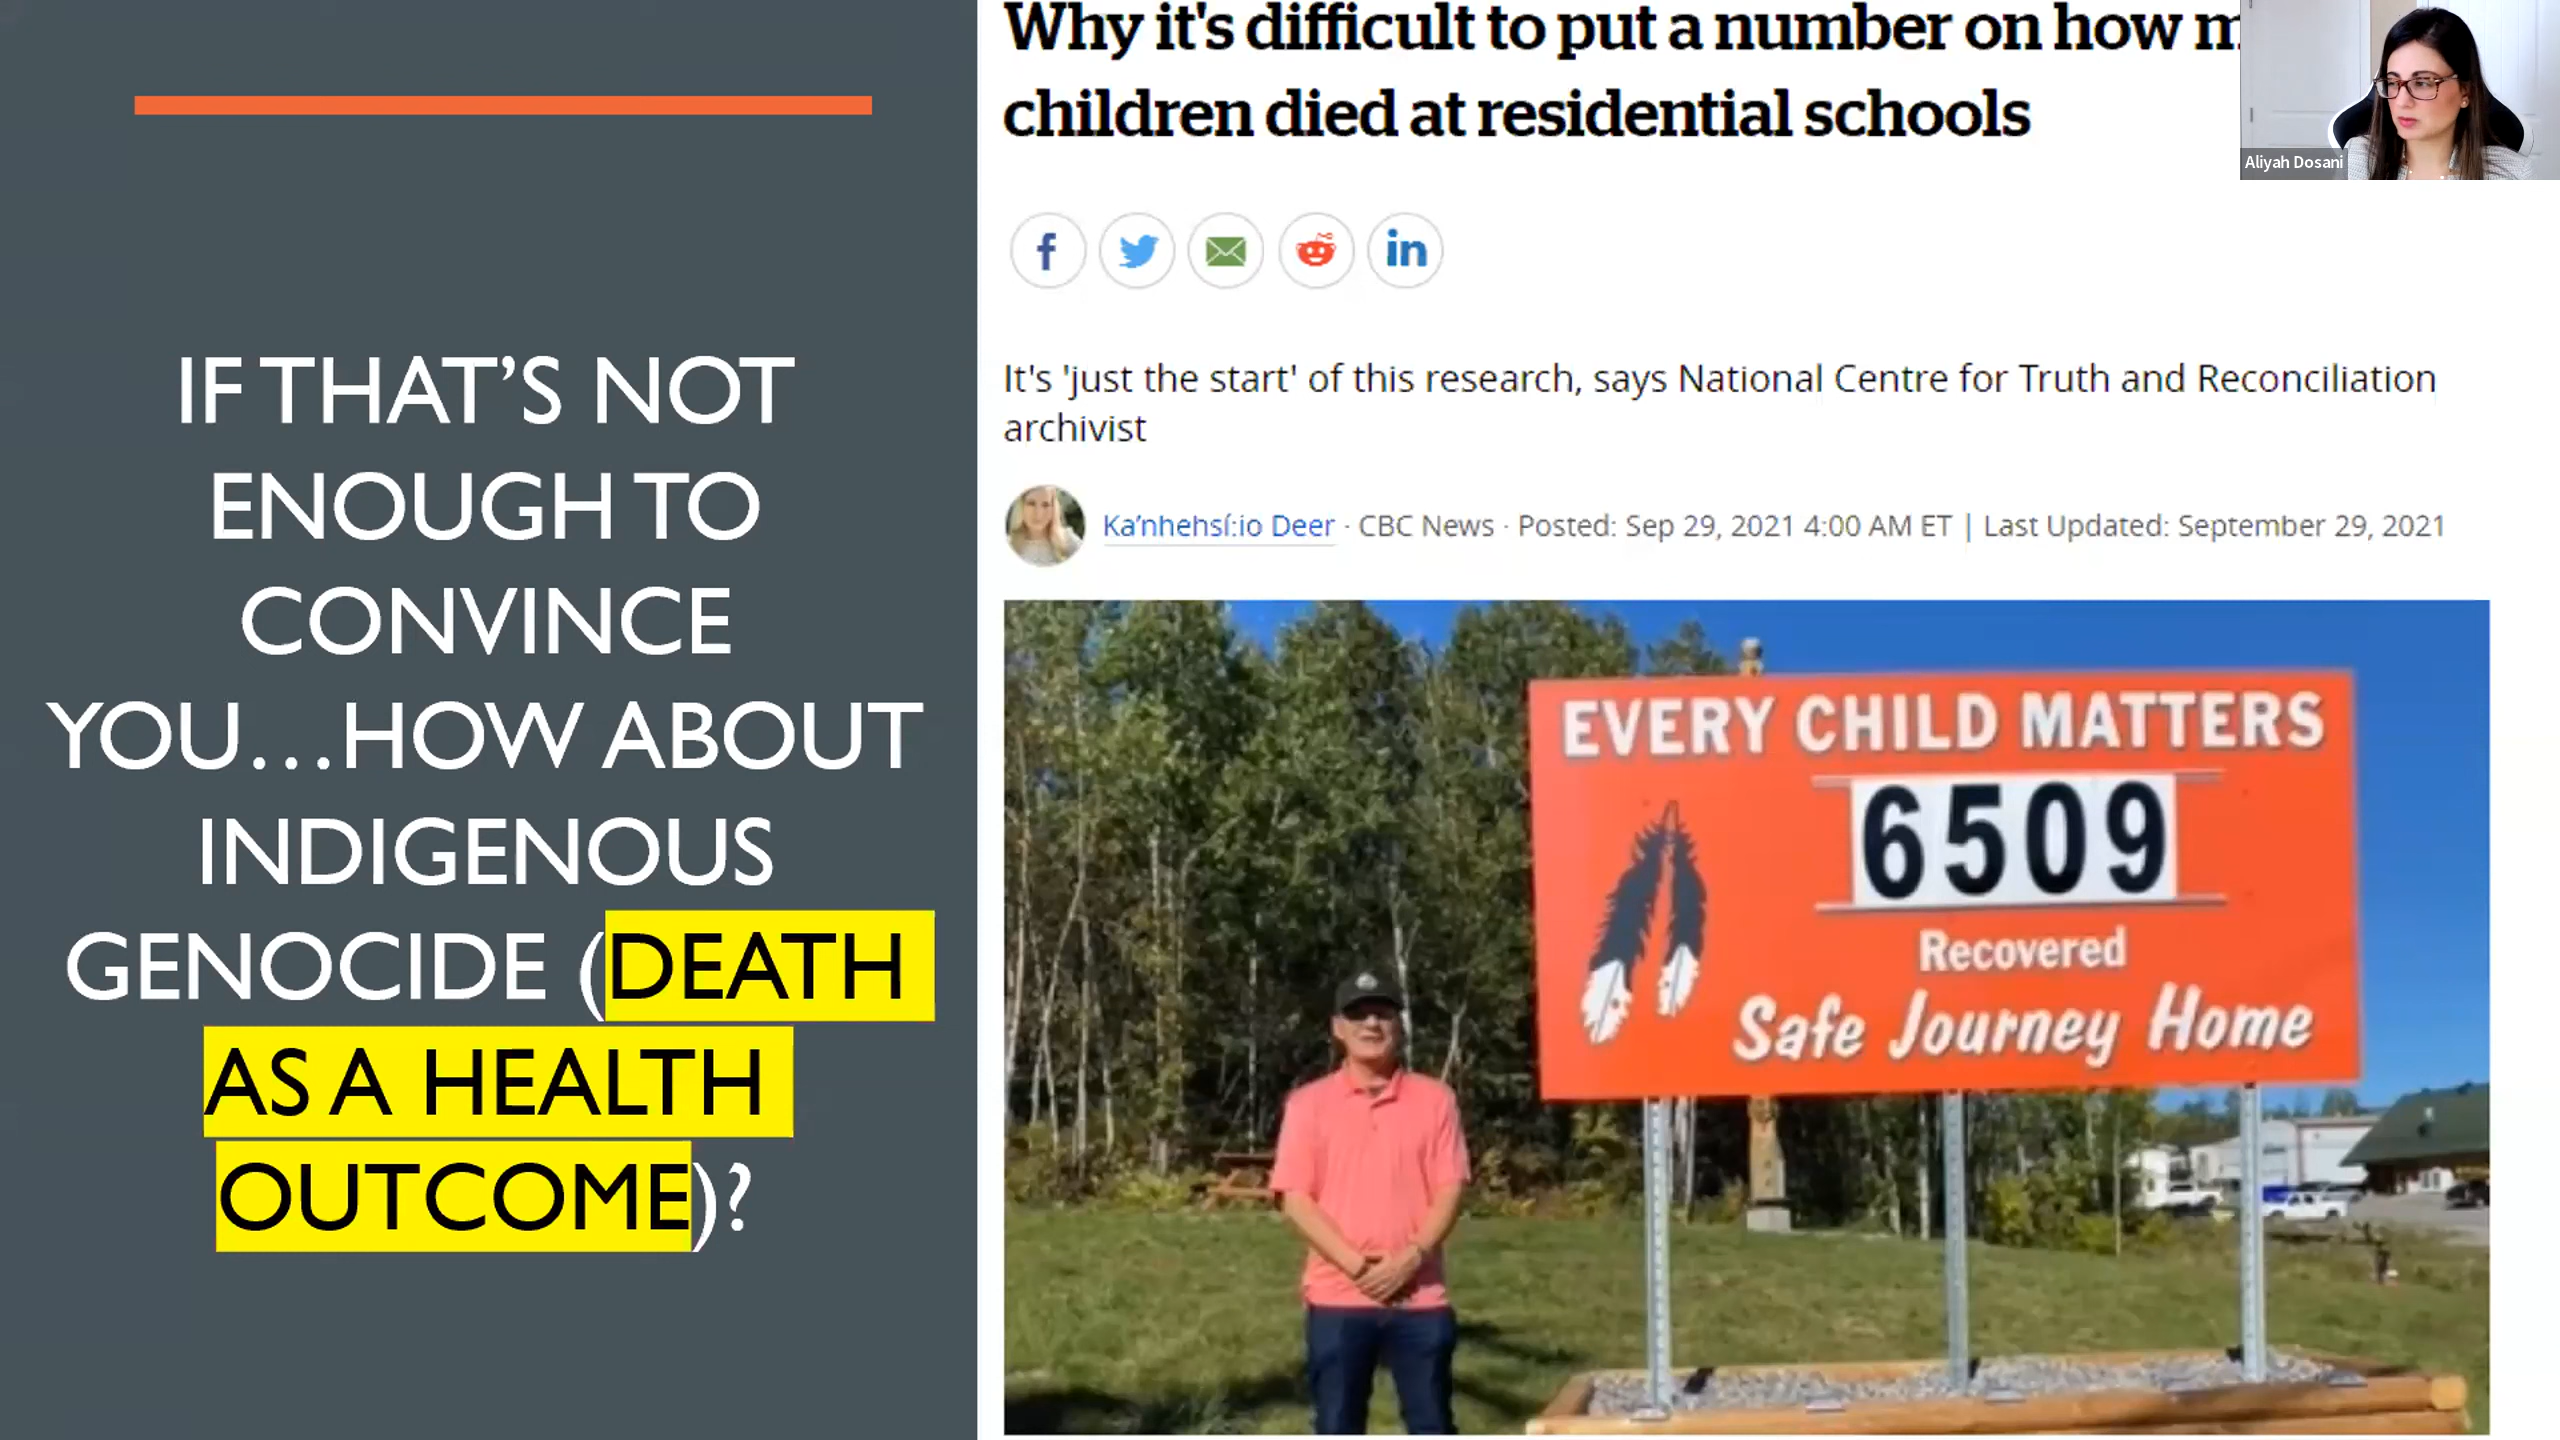 IF THAT’S NOT
ENOUGH TO
CONVINCE
YOU…HOW ABOUT
INDIGENOUS
GENOCIDE (DEATH
AS A HEALTH
OUTCOME)?
Why it's difficult to put a number on how
children died at residential schools
f
in
It's 'just the start' of this research, says National Centre for Truth and Reconciliation
archivist
Ka’nhehsí:io Deer · CBC News · Posted: Sep 29, 2021 4:00 AM ET | Last Updated: September 29, 2021
EVERY CHILD MATTERS
6509
Recovered
Safe Journey Home
Aliyah Dosani